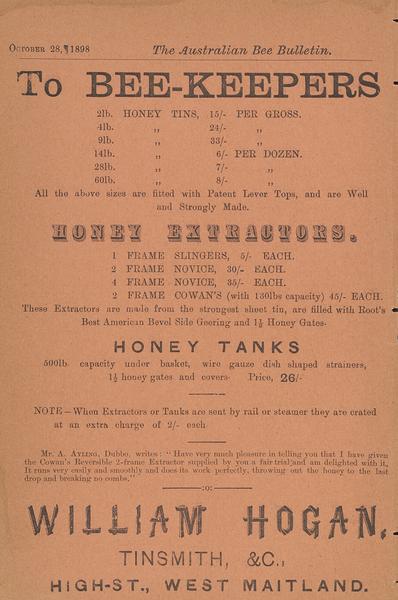 October 28, 1898 The Australian Bee Bulletin.
To BEE-KEEPERS
2lb. HONEY TINS, 15/- PER GROSS.
4lb. ,, 24/- ,,
9lb. ,, 33/- ,,
14lb. ,, 6/- PER DOZEN.
28lb. ,, 7/- ,,
60lb. ,, 8/- ,,
All the above sizes are fitted with Patent Lever Tops, and are Well
and Strongly Made.
HONEY EXTRACTORS.
1 FRAME SLINGERS, 5/- EACH.
2 FRAME NOVICE, 30/- EACH.
4 FRAME NOVICE, 35/- EACH.
2 FRAME COWAN'S (with 130lbs capacity) 45/- EACH.
These Extractors are made from the strongest sheet tin, are filled with Root's
Best American Bevel Side Geering and 1½ Honey Gates.
HONEY TANKS
500lb. capacity under basket, wire gauze dish shaped strainers,
1½ honey gates and covers. Price, 26/-
NOTE—When Extractors or Tanks are sent by rail or steamer they are crated
at an extra charge of 2/- each.
Mr. A. Ayling, Dubbo, writes: "Have very much pleasure in telling you that I have given
the Cowan's Reversible 2-frame Extractor supplied by you a fair trial; and am delighted with it,
It runs very easily and smoothly and does its work perfectly, throwing out the honey to the last
drop and breaking no combs."
:o:
WILLIAM HOGAN,
TINSMITH, &C.,
HIGH-ST., WEST MAITLAND.